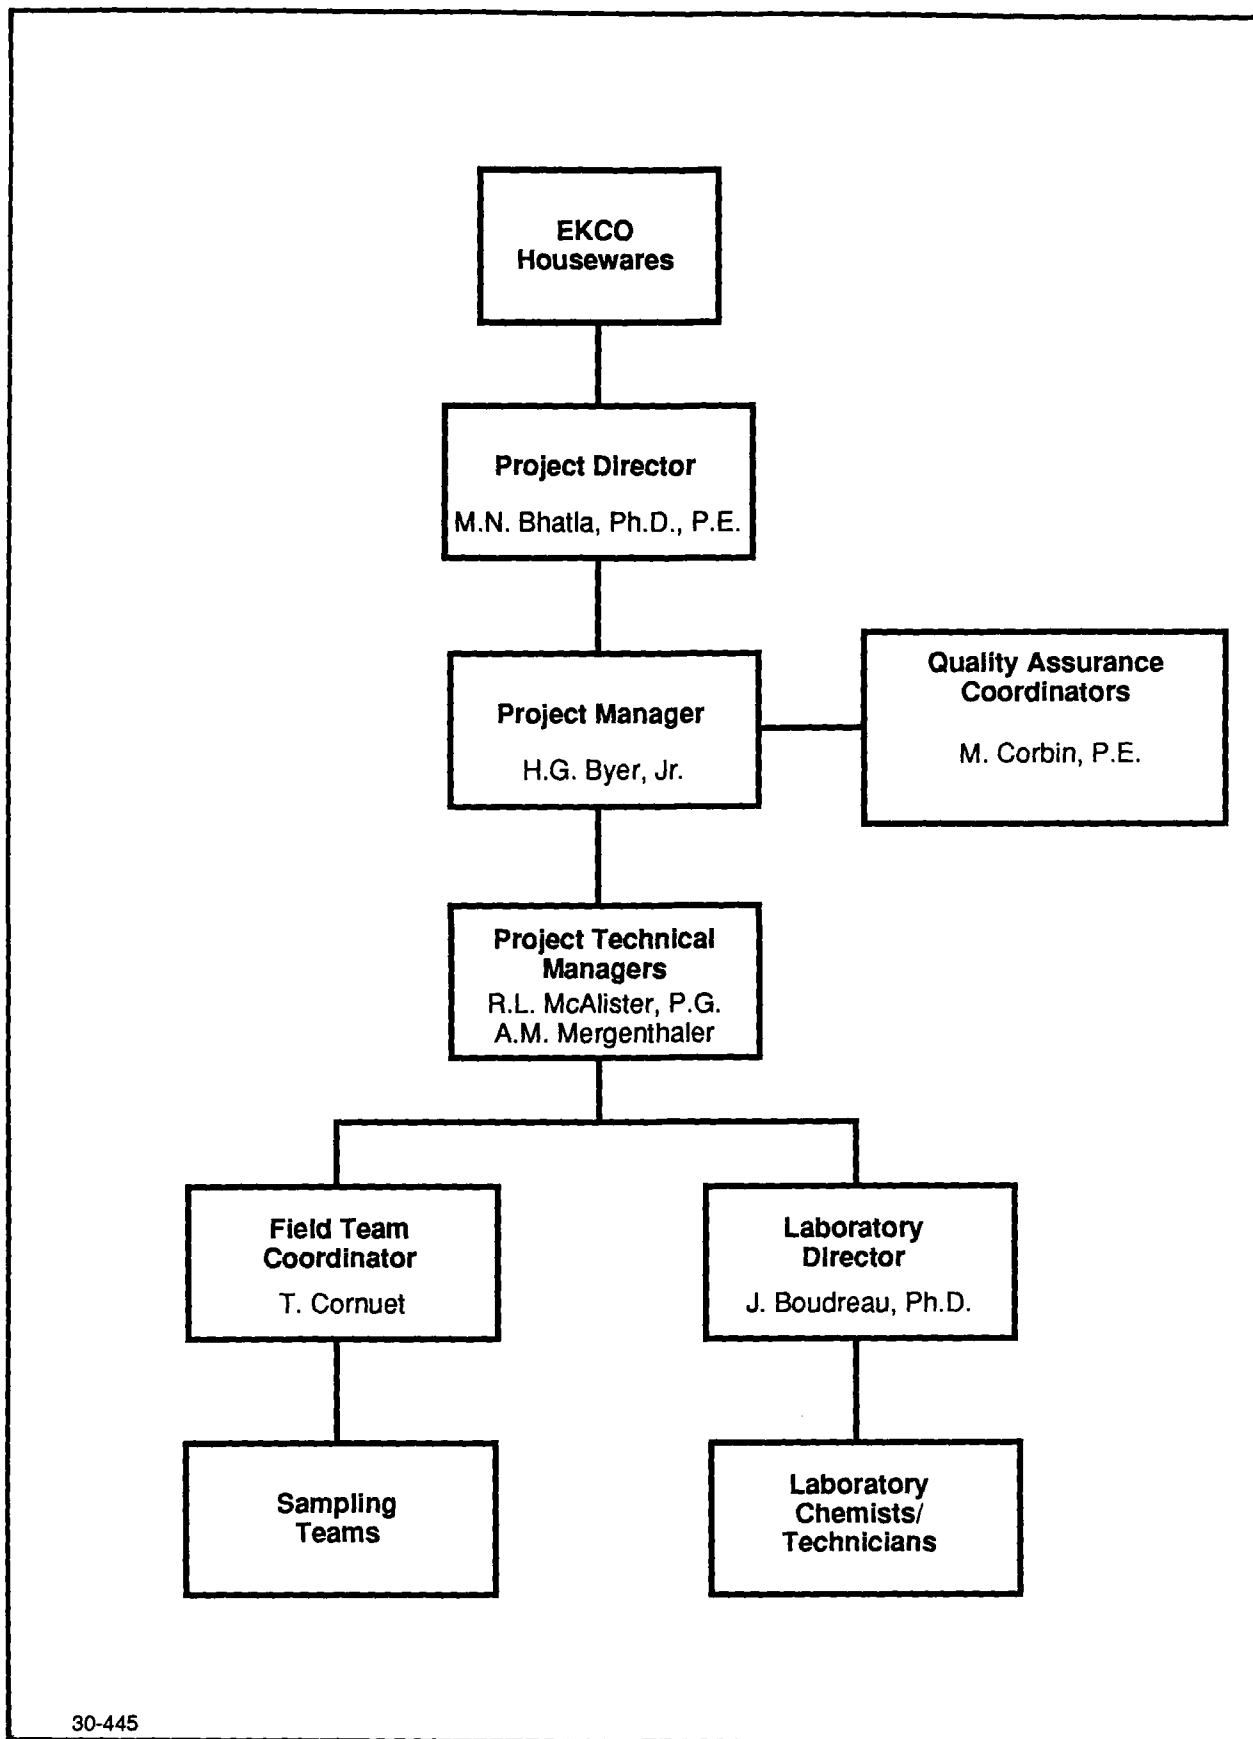 EKCO
Housewares
Project Director
M.N. Bhatla, Ph.D., P.E.
Project Manager
H.G. Byer, Jr.
Quality Assurance
Coordinators
M. Corbin, P.E.
Project Technical
Managers
R.L. McAlister, P.G.
A.M. Mergenthaler
Field Team
Coordinator
T. Cornuet
Laboratory
Director
J. Boudreau, Ph.D.
Sampling
Teams
Laboratory
Chemists/
Technicians
30-445